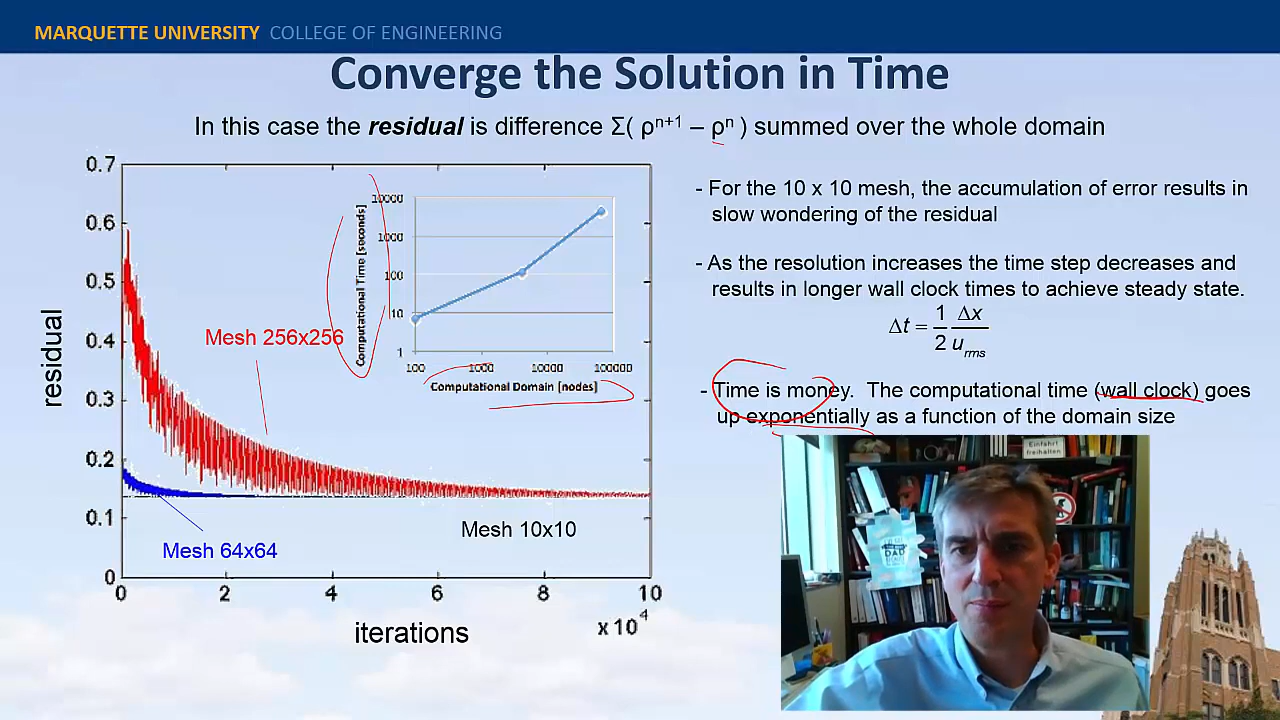 MARQUETTE UNIVERSITY COLLEGE OF ENGINEERING
Converge the Solution in Time
In this case the residual is difference Σ( ρⁿ⁺¹ – ρⁿ ) summed over the whole domain
0.7
0.6
0.5
0.4
0.3
0.2
0.1
0
residual
0 2 4 6 8 10
x 10⁴
iterations
Mesh 256x256
Mesh 64x64
Mesh 10x10
Computational Time [seconds]
10000
1000
100
10
1
100 1000 10000 100000
Computational Domain [nodes]
- For the 10 x 10 mesh, the accumulation of error results in
slow wondering of the residual
- As the resolution increases the time step decreases and
results in longer wall clock times to achieve steady state.
Δt = 1/2 Δx/u_rms
- Time is money. The computational time (wall clock) goes
up exponentially as a function of the domain size
Einfahrt
freihalten
DAD